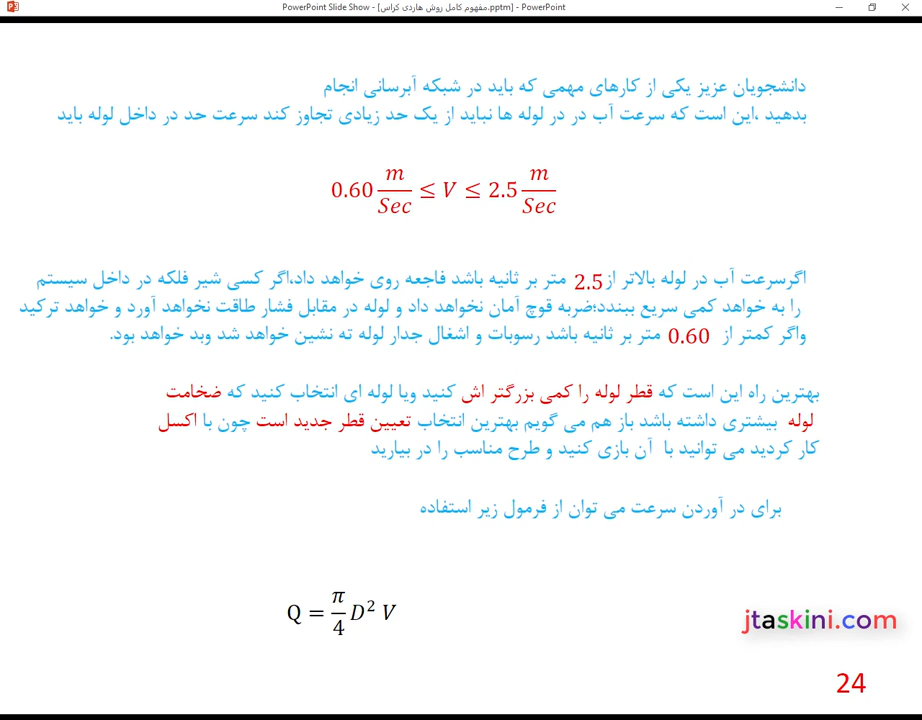 PowerPoint Slide Show - [مفهوم کامل روش هاردی کراس.pptm] - PowerPoint
دانشجویان عزیز یکی از کارهای مهمی که باید در شبکه آبرسانی انجام
بدهید ،این است که سرعت آب در در لوله ها نباید از یک حد زیادی تجاوز کند سرعت حد در داخل لوله باید
0.60 m/Sec ≤ V ≤ 2.5 m/Sec
اگرسرعت آب در لوله بالاتر از 2.5 متر بر ثانیه باشد فاجعه روی خواهد داد،اگر کسی شیر فلکه در داخل سیستم
را به خواهد کمی سریع ببندد؛ضربه قوچ آمان نخواهد داد و لوله در مقابل فشار طاقت نخواهد آورد و خواهد ترکید
واگر کمتر از 0.60 متر بر ثانیه باشد رسوبات و اشغال جدار لوله ته نشین خواهد شد وبد خواهد بود.
بهترین راه این است که قطر لوله را کمی بزرگتر اش کنید ویا لوله ای انتخاب کنید که ضخامت
لوله بیشتری داشته باشد باز هم می گویم بهترین انتخاب تعیین قطر جدید است چون با اکسل
کار کردید می توانید با آن بازی کنید و طرح مناسب را در بیارید
برای در آوردن سرعت می توان از فرمول زیر استفاده
Q = π/4 D² V
jtaskini.com
24